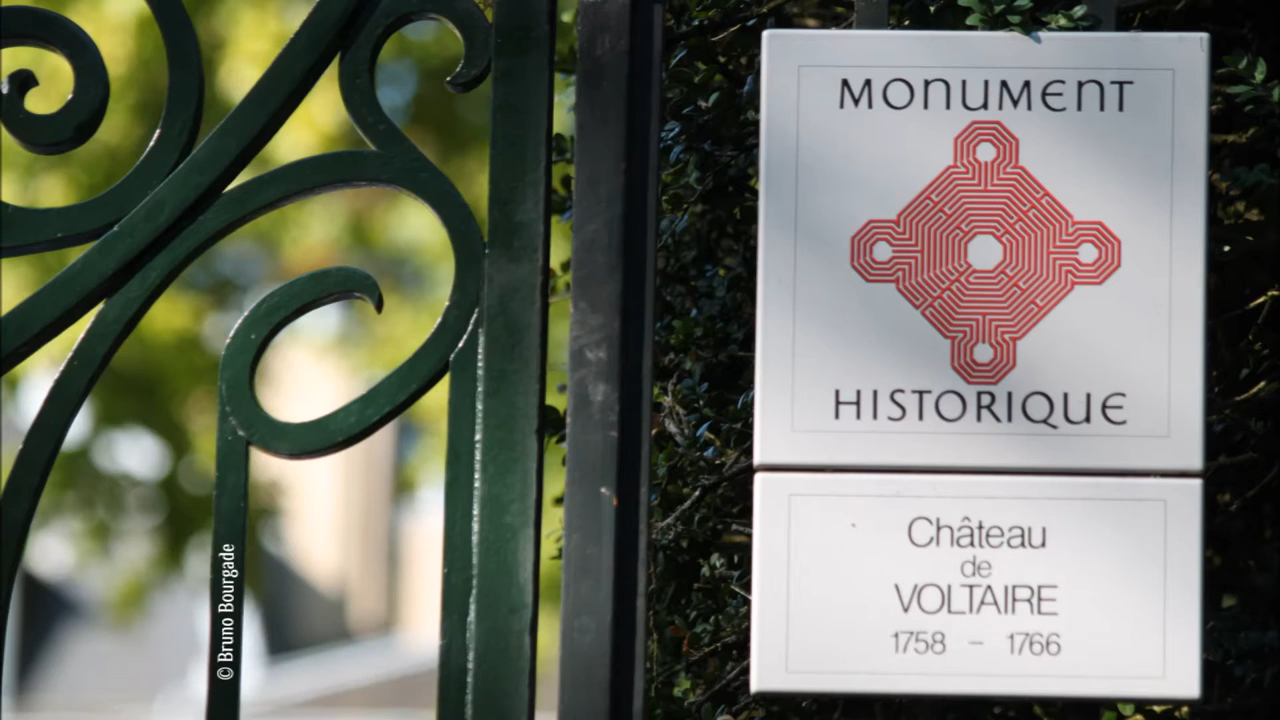 MONUMENT
HISTORIQUE
Château
de
VOLTAIRE
1758 – 1766
© Bruno Bourgade